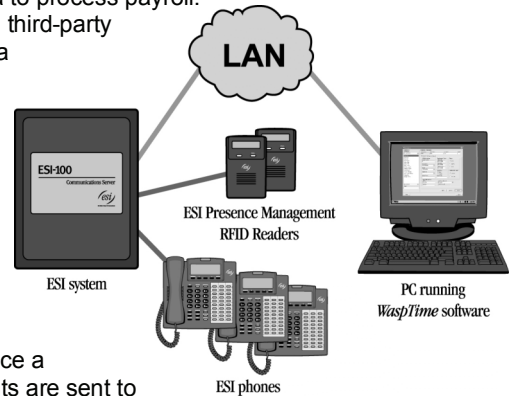 to process payroll.
third-party
a
LAN
ESI-100
Communications Server
esi
ESI Presence Management
RFID Readers
ESI system
PC running
WaspTime software
ce a
ts are sent to
ESI phones